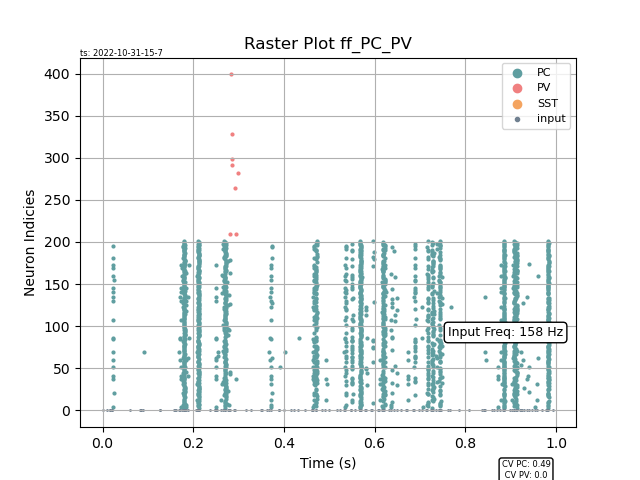 Raster Plot ff_PC_PV
ts: 2022-10-31-15-7
PC
PV
SST
input
400
350
300
250
200
150
100
50
0
Neuron Indicies
Input Freq: 158 Hz
0.0 0.2 0.4 0.6 0.8 1.0
Time (s)
CV PC: 0.49
CV PV: 0.0